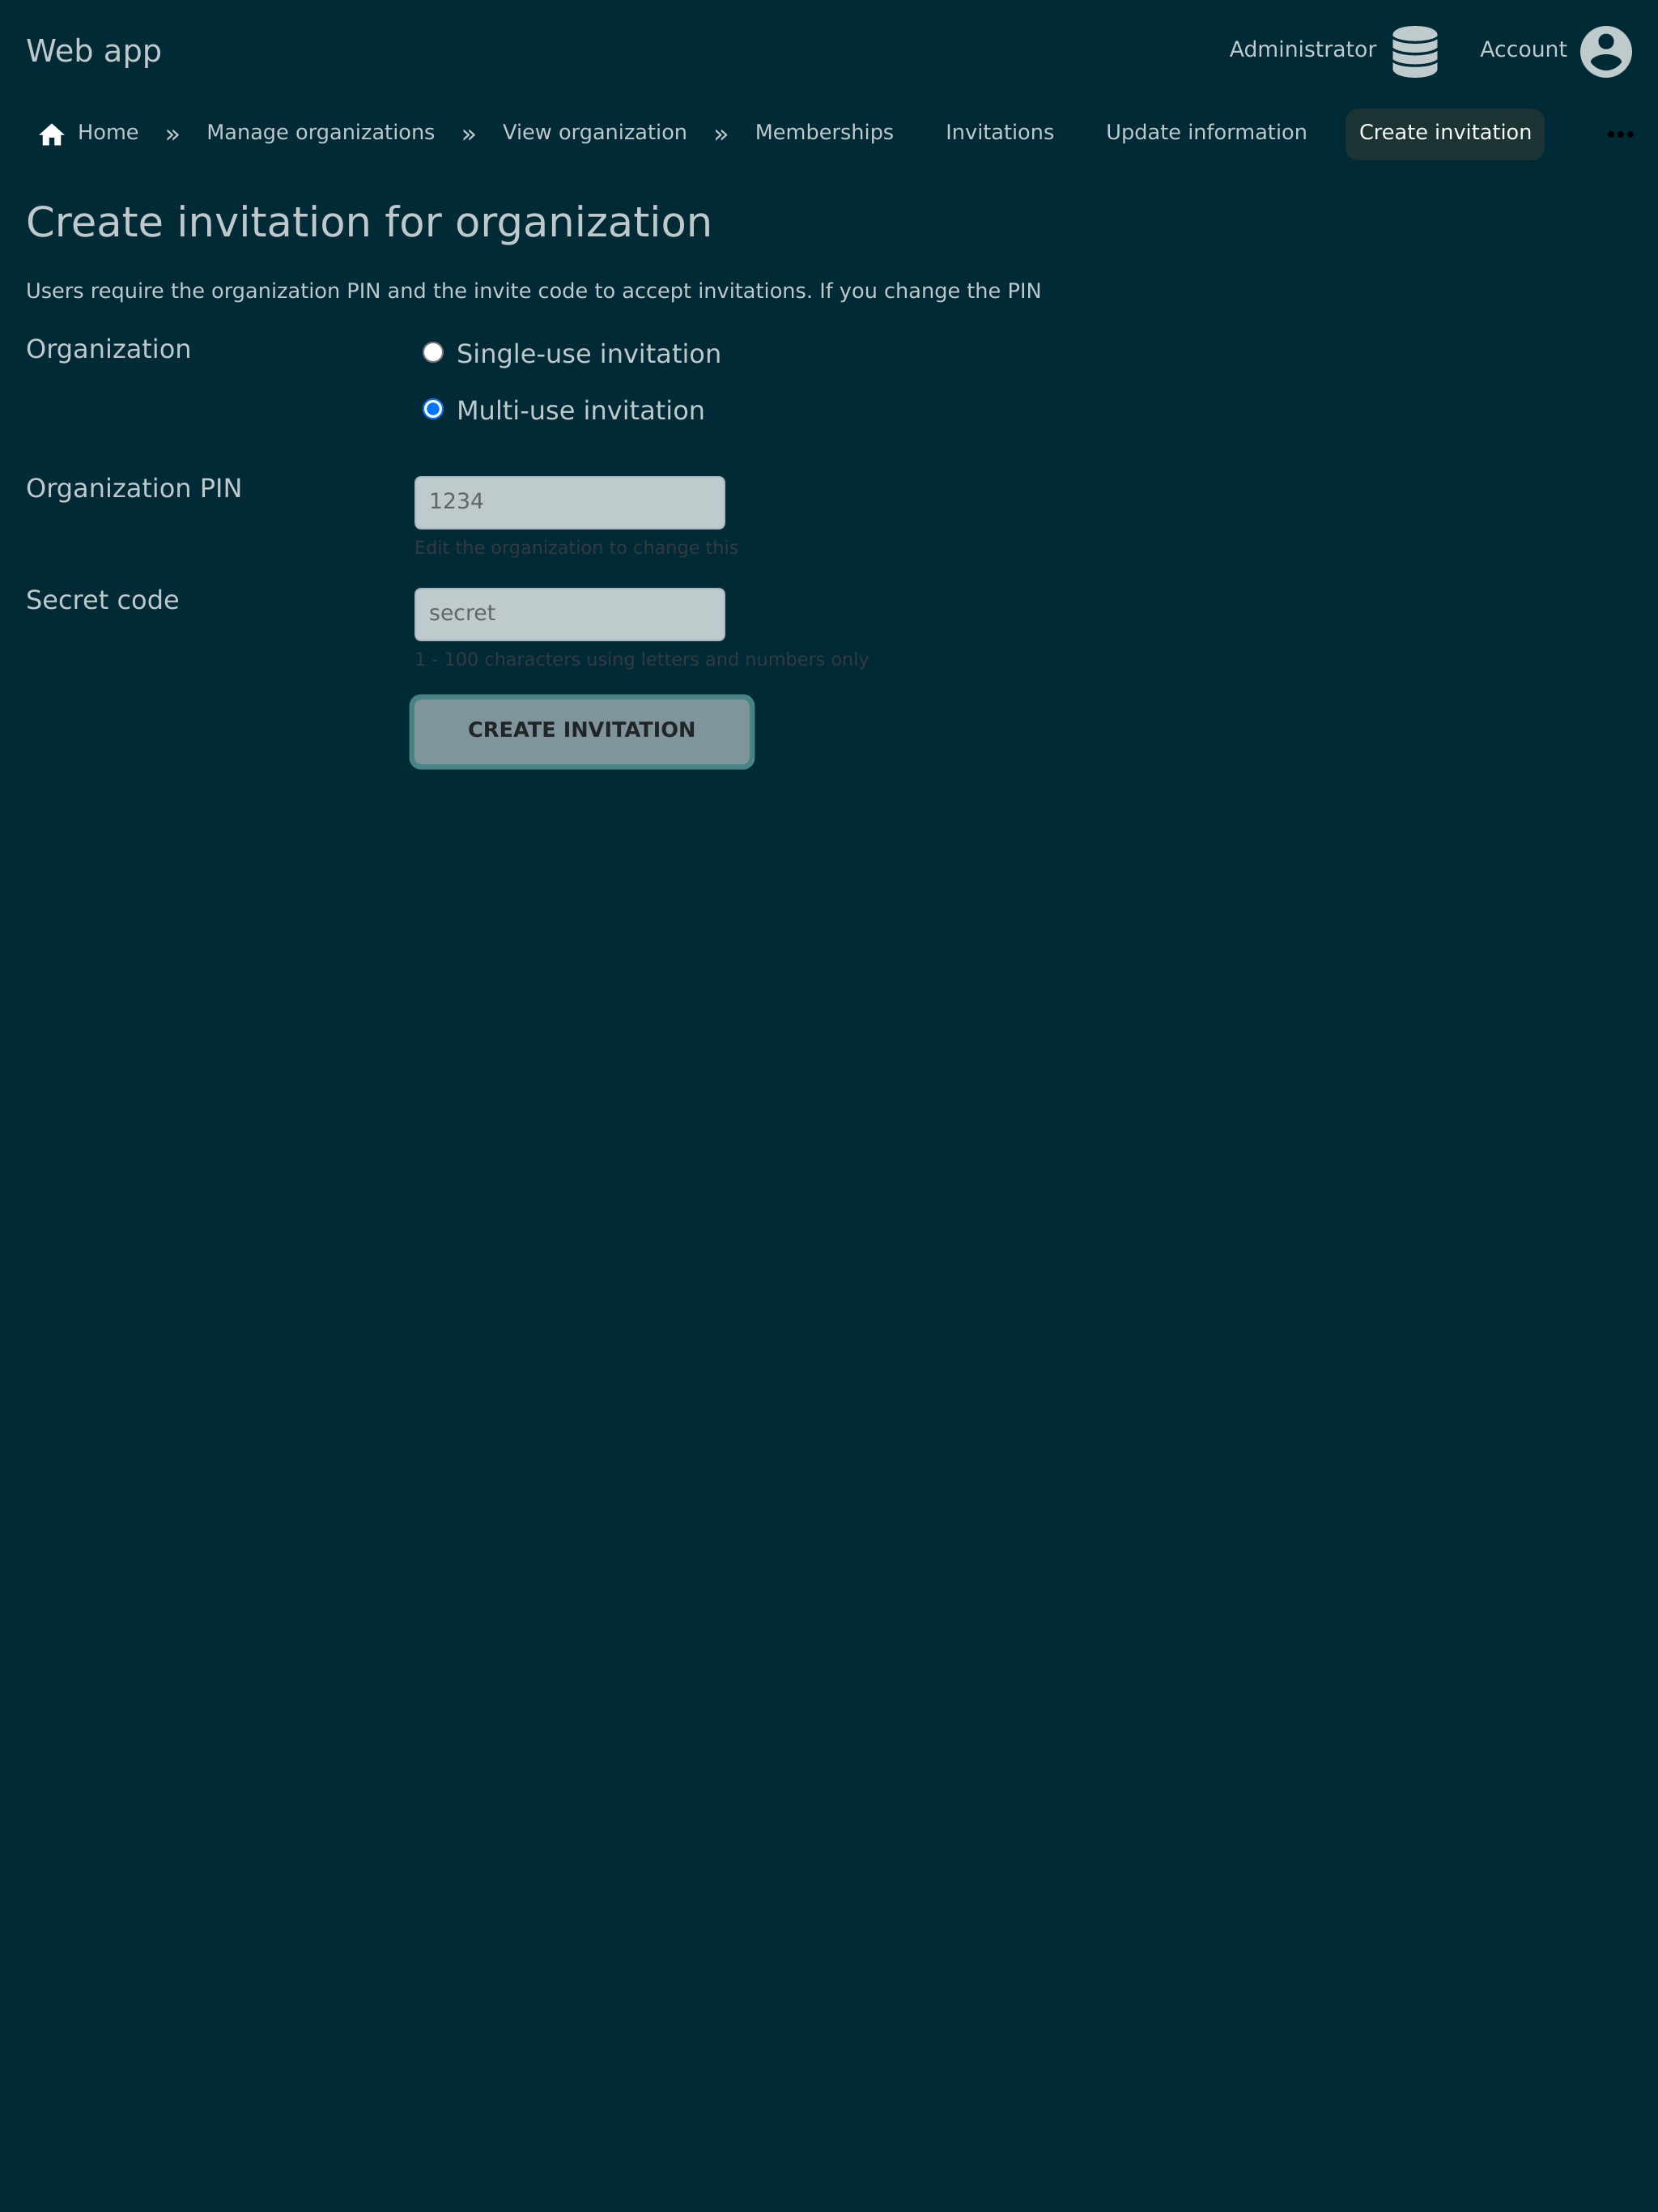 Web app
Administrator
Account
Home » Manage organizations » View organization » Memberships Invitations Update information Create invitation
Create invitation for organization
Users require the organization PIN and the invite code to accept invitations. If you change the PIN
Organization
Single-use invitation
Multi-use invitation
Organization PIN
1234
Edit the organization to change this
Secret code
secret
1 - 100 characters using letters and numbers only
CREATE INVITATION